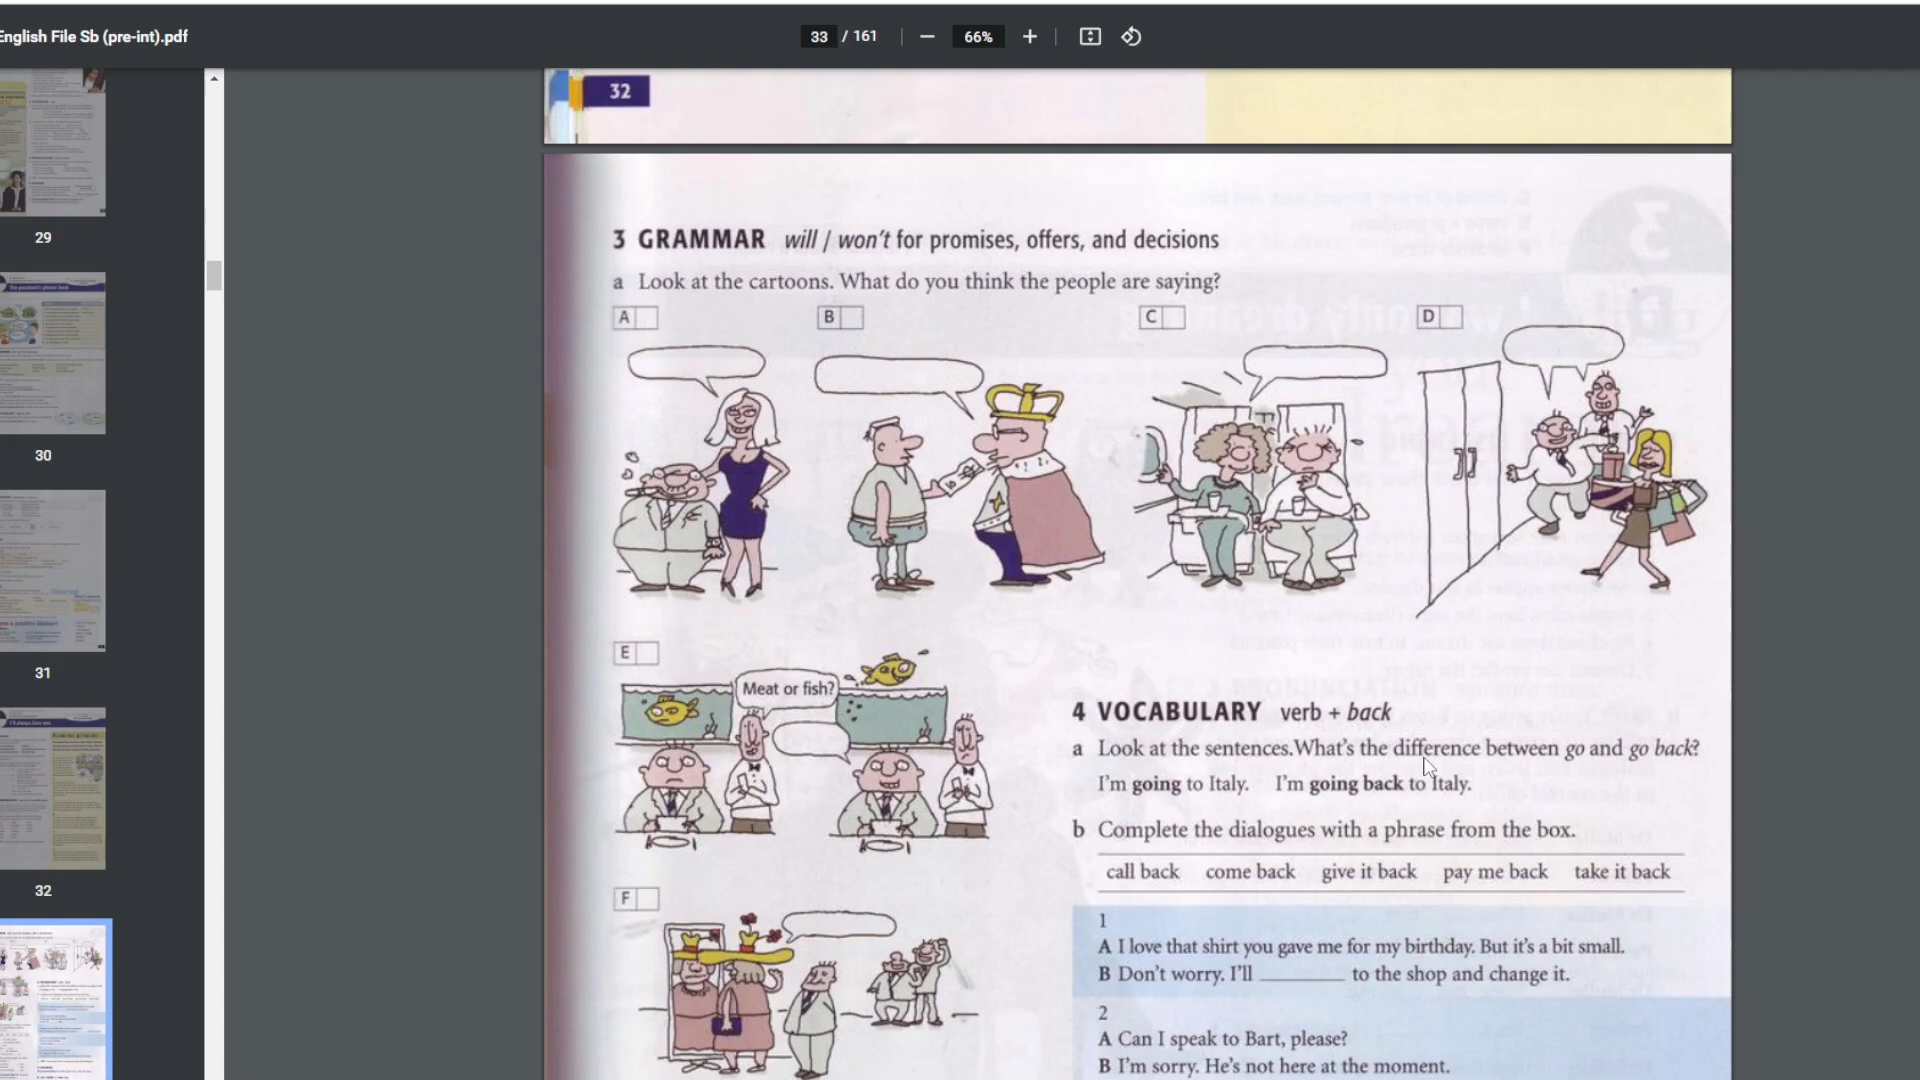 English File Sb (pre-int).pdf
33 / 161
66%
29
30
31
32
32
3 GRAMMAR will / won't for promises, offers, and decisions
a Look at the cartoons. What do you think the people are saying?
A
B
C
D
E
Meat or fish?
F
4 VOCABULARY verb + back
a Look at the sentences.What's the difference between go and go back?
I'm going to Italy. I'm going back to Italy.
b Complete the dialogues with a phrase from the box.
call back come back give it back pay me back take it back
1
A I love that shirt you gave me for my birthday. But it's a bit small.
B Don't worry. I'll ________ to the shop and change it.
2
A Can I speak to Bart, please?
B I'm sorry. He's not here at the moment.